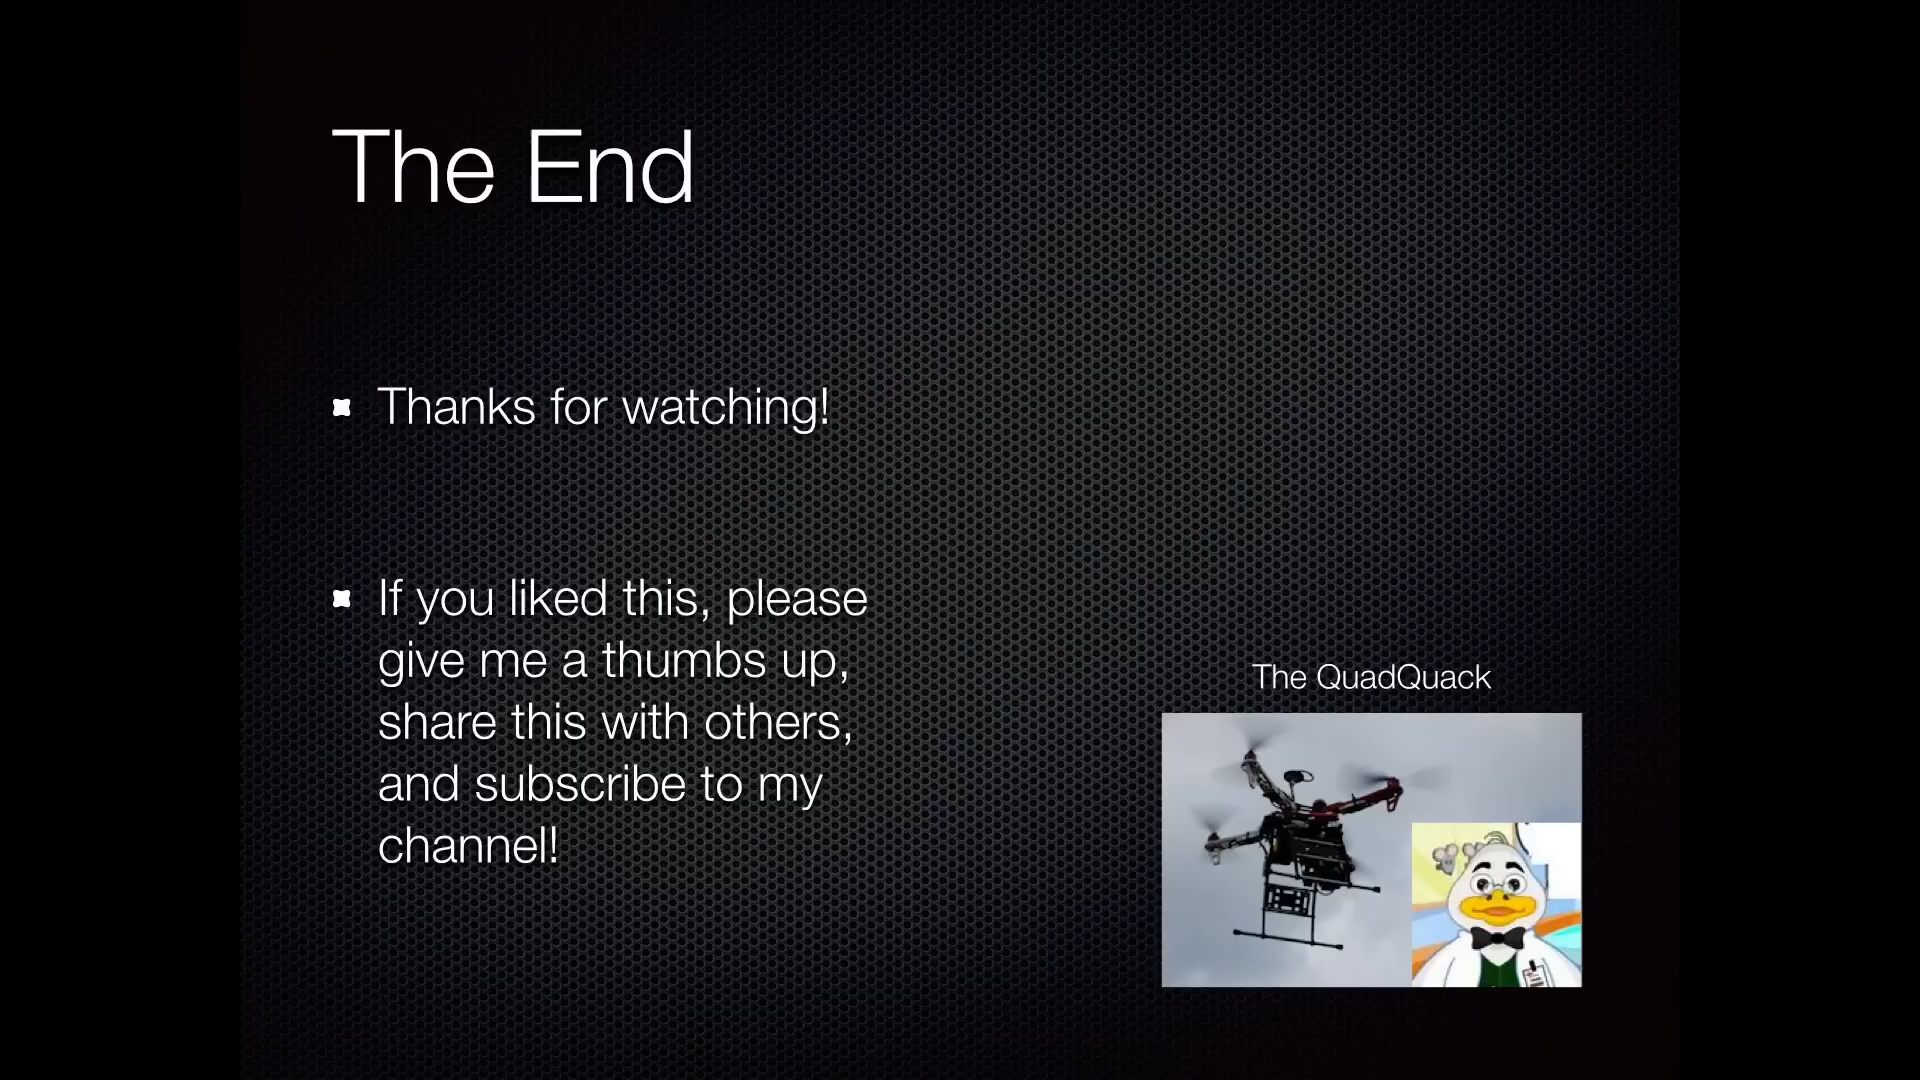 The End
Thanks for watching!
If you liked this, please
give me a thumbs up,
share this with others,
and subscribe to my
channel!
The QuadQuack